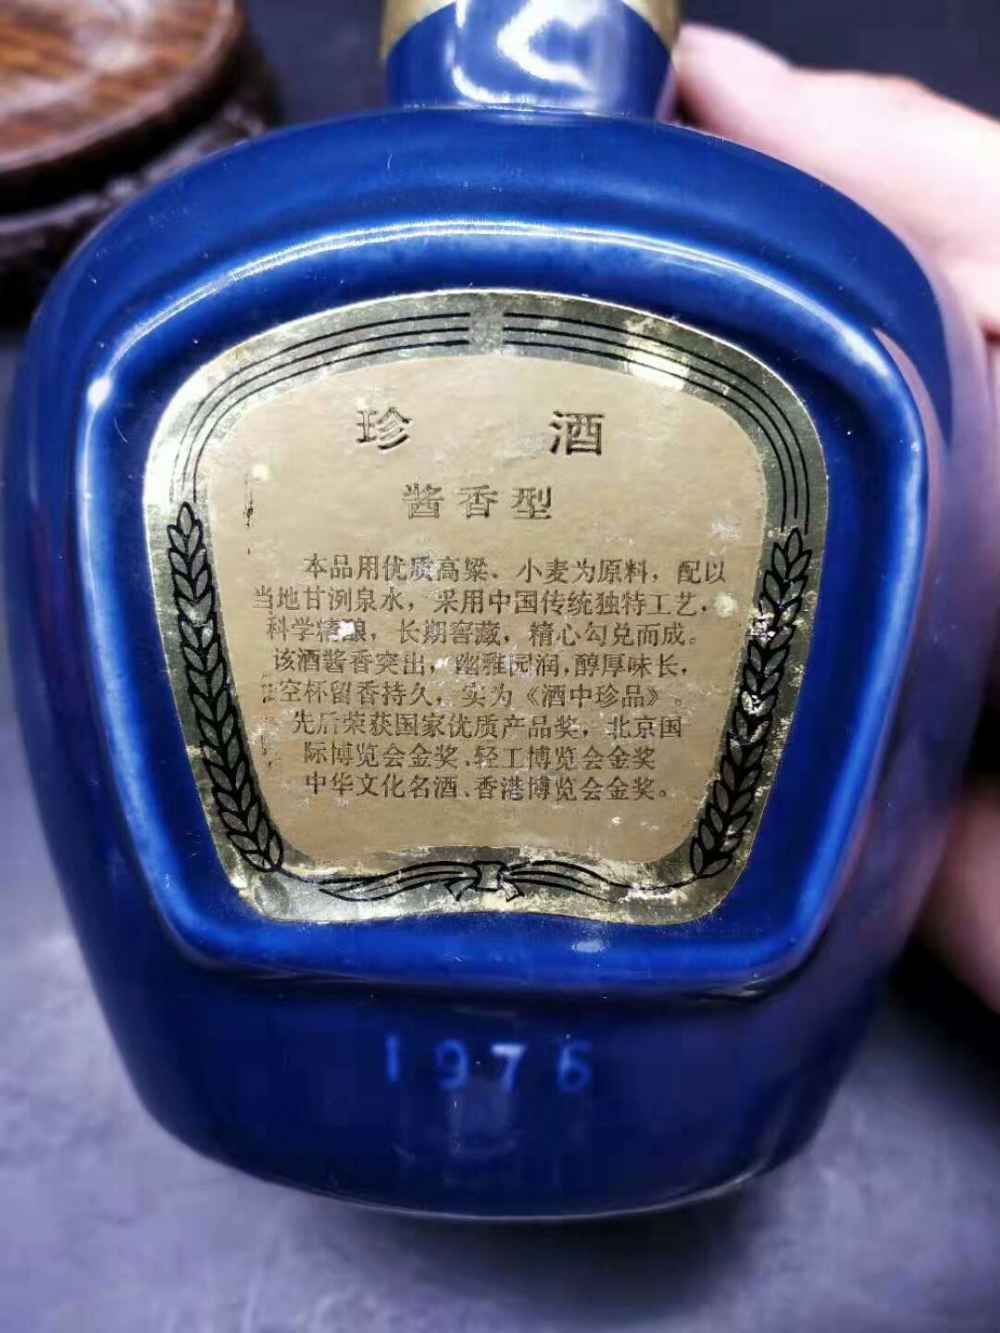 珍 酒
酱香型
本品用优质高粱、小麦为原料，配以
当地甘洌泉水，采用中国传统独特工艺，
科学精酿，长期窖藏，精心勾兑而成。
该酒酱香突出，幽雅园润，醇厚味长，
空杯留香持久，实为《酒中珍品》。
先后荣获国家优质产品奖，北京国
际博览会金奖、轻工博览会金奖
中华文化名酒、香港博览会金奖。
1976